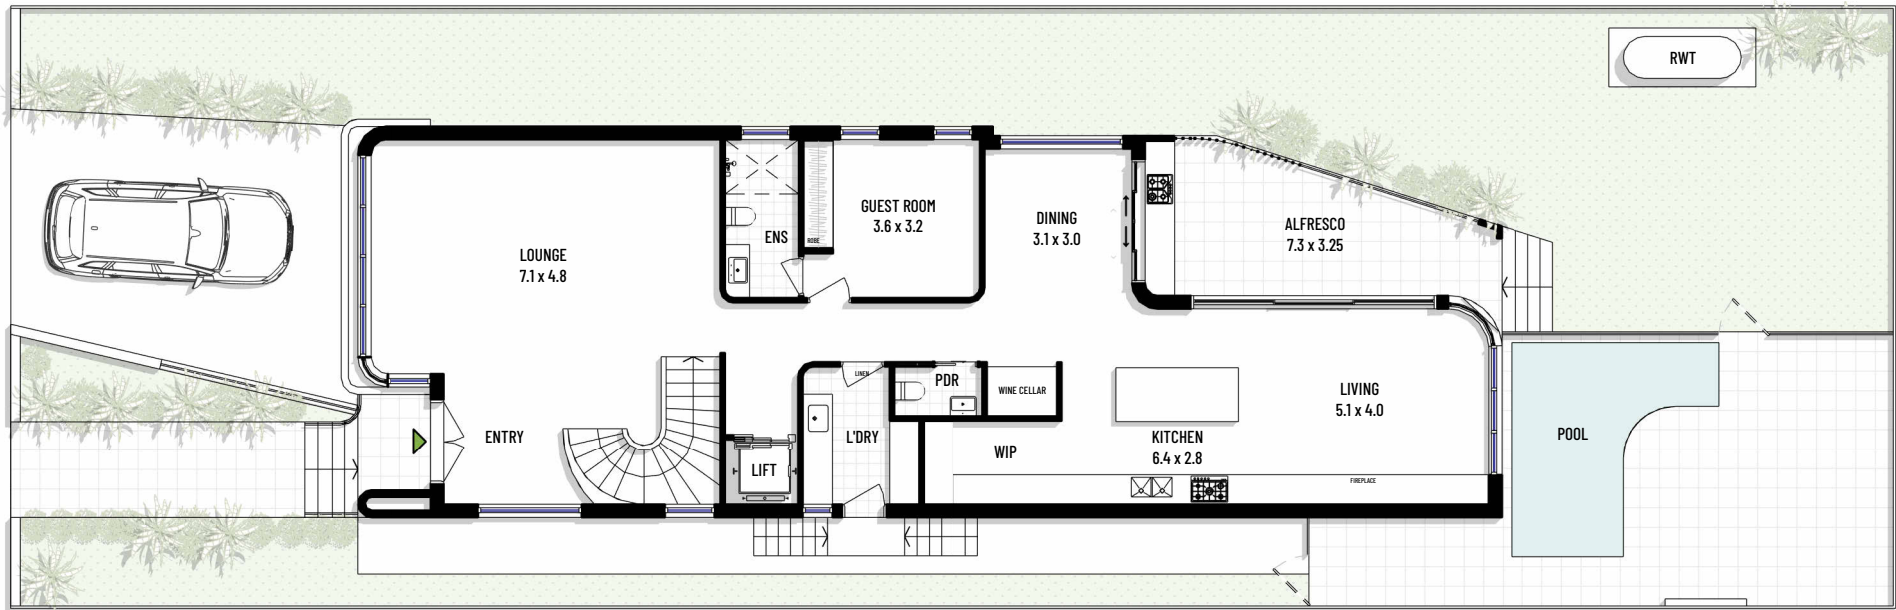 RWT
LOUNGE
7.1 x 4.8
ENS
ROBE
GUEST ROOM
3.6 x 3.2
DINING
3.1 x 3.0
ALFRESCO
7.3 x 3.25
ENTRY
LIFT
LINEN
L'DRY
PDR
WINE CELLAR
WIP
KITCHEN
6.4 x 2.8
LIVING
5.1 x 4.0
FIREPLACE
POOL